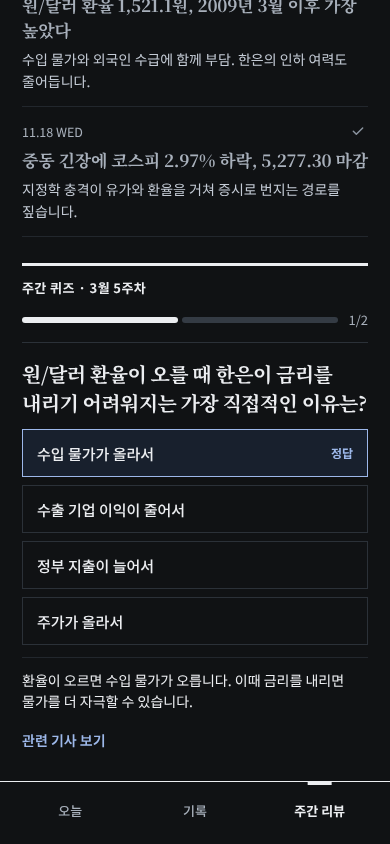 원/달러 환율 1,521.1원, 2009년 3월 이후 가장
높았다
수입 물가와 외국인 수급에 함께 부담. 한은의 인하 여력도
줄어듭니다.
11.18 WED
중동 긴장에 코스피 2.97% 하락, 5,277.30 마감
지정학 충격이 유가와 환율을 거쳐 증시로 번지는 경로를
짚습니다.
주간 퀴즈 · 3월 5주차
1/2
원/달러 환율이 오를 때 한은이 금리를
내리기 어려워지는 가장 직접적인 이유는?
수입 물가가 올라서
정답
수출 기업 이익이 줄어서
정부 지출이 늘어서
주가가 올라서
환율이 오르면 수입 물가가 오릅니다. 이때 금리를 내리면
물가를 더 자극할 수 있습니다.
관련 기사 보기
오늘
기록
주간 리뷰